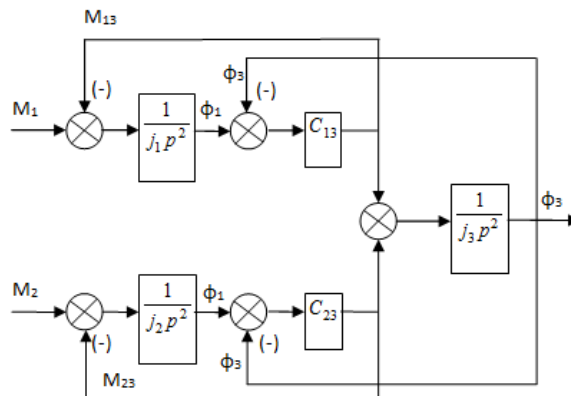 M₁₃
ϕ₃
(-)
(-)
M₁
1
j₁p²
ϕ₁
C₁₃
1
j₃p²
ϕ₃
M₂
1
j₂p²
ϕ₁
C₂₃
(-)
(-)
ϕ₃
M₂₃